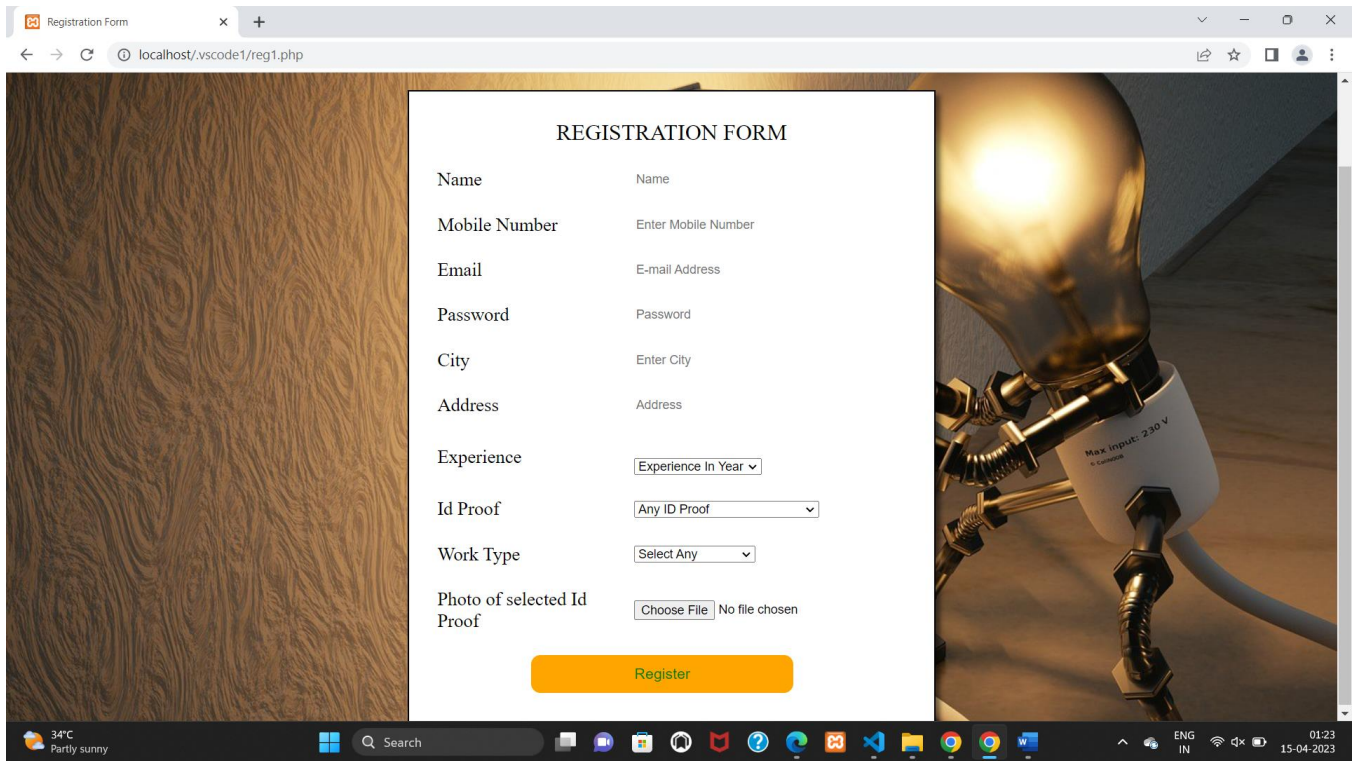 Registration Form
localhost/.vscode1/reg1.php
REGISTRATION FORM
Name Name
Mobile Number Enter Mobile Number
Email E-mail Address
Password Password
City Enter City
Address Address
Experience Experience In Year
Id Proof Any ID Proof
Work Type Select Any
Photo of selected Id
Proof
Choose File No file chosen
Register
Max input: 230 V
34°C
Partly sunny
Search
ENG
IN
01:23
15-04-2023